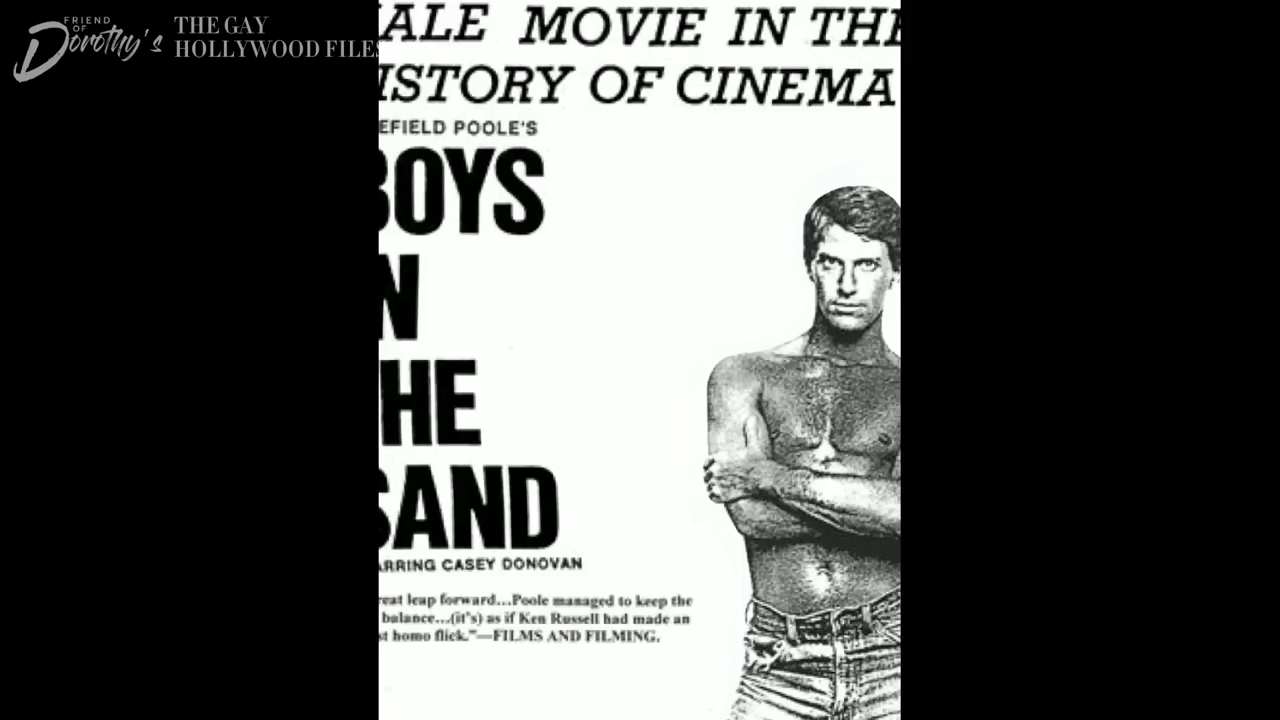 FRIEND
OF
Dorothy's
THE GAY
HOLLYWOOD FILES
ALE MOVIE IN THE
ISTORY OF CINEMA
EFIELD POOLE'S
BOYS
IN
THE
SAND
ARRING CASEY DONOVAN
reat leap forward...Poole managed to keep the
balance...(it's) as if Ken Russell had made an
st homo flick."—FILMS AND FILMING.